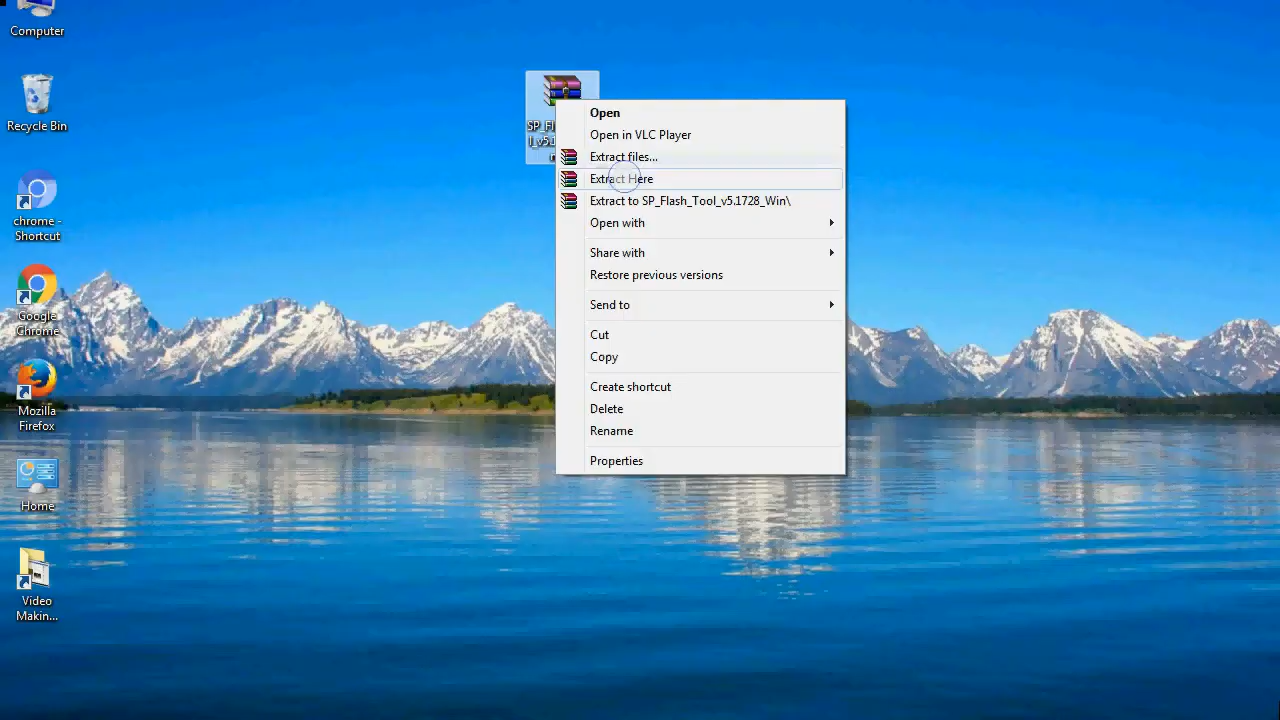 Computer
Recycle Bin
chrome -
Shortcut
Google
Chrome
Mozilla
Firefox
Home
Video
Makin...
Open
Open in VLC Player
Extract files...
Extract Here
Extract to SP_Flash_Tool_v5.1728_Win\
Open with
Share with
Restore previous versions
Send to
Cut
Copy
Create shortcut
Delete
Rename
Properties